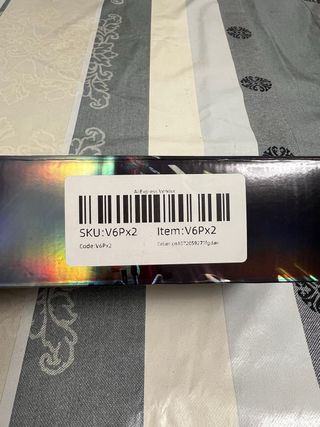 AliExpress Vendor
SKU:V6Px2 Item:V6Px2
Code:V6Px2